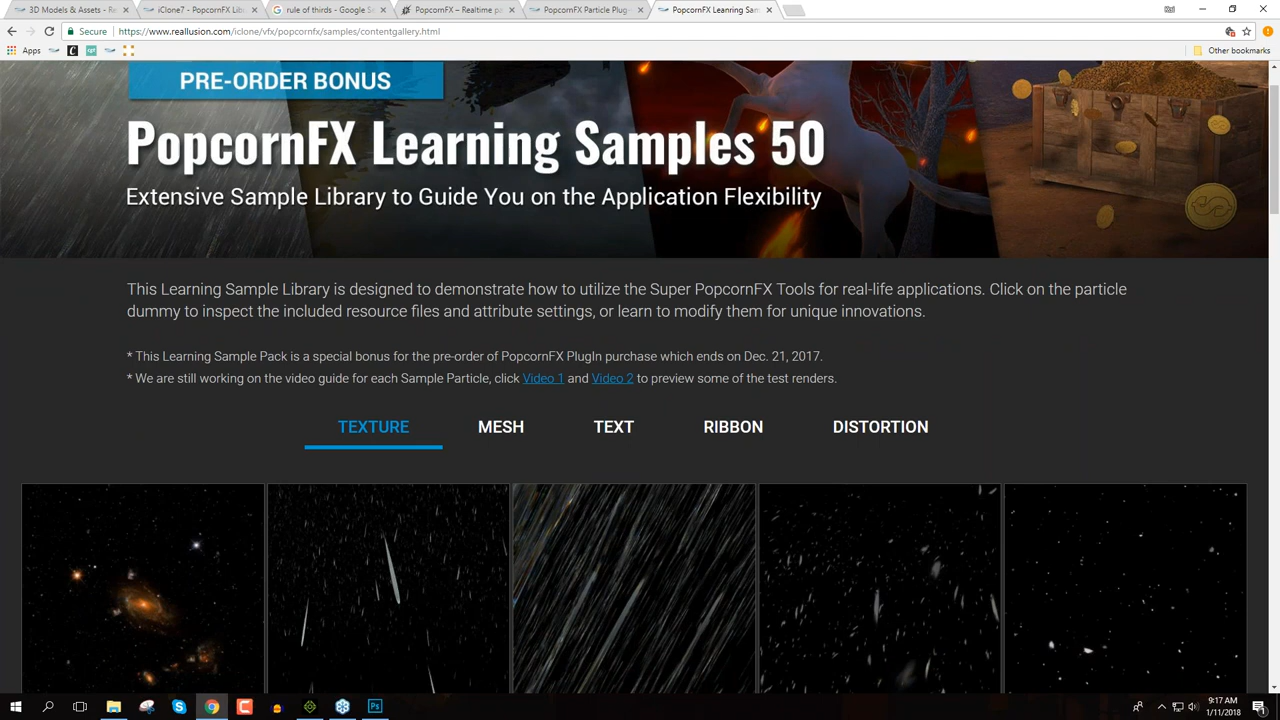 3D Models & Assets - R
iClone7 - PopcornFX Lib
rule of thirds - Google Se
PopcornFX – Realtime pa
PopcornFX Particle Plug-
PopcornFX Learning Sam
Secure
https://www.reallusion.com/iclone/vfx/popcornfx/samples/contentgallery.html
Apps
Other bookmarks
PRE-ORDER BONUS
PopcornFX Learning Samples 50
Extensive Sample Library to Guide You on the Application Flexibility
This Learning Sample Library is designed to demonstrate how to utilize the Super PopcornFX Tools for real-life applications. Click on the particle
dummy to inspect the included resource files and attribute settings, or learn to modify them for unique innovations.
* This Learning Sample Pack is a special bonus for the pre-order of PopcornFX PlugIn purchase which ends on Dec. 21, 2017.
* We are still working on the video guide for each Sample Particle, click Video 1 and Video 2 to preview some of the test renders.
TEXTURE MESH TEXT RIBBON DISTORTION
9:17 AM
1/11/2018